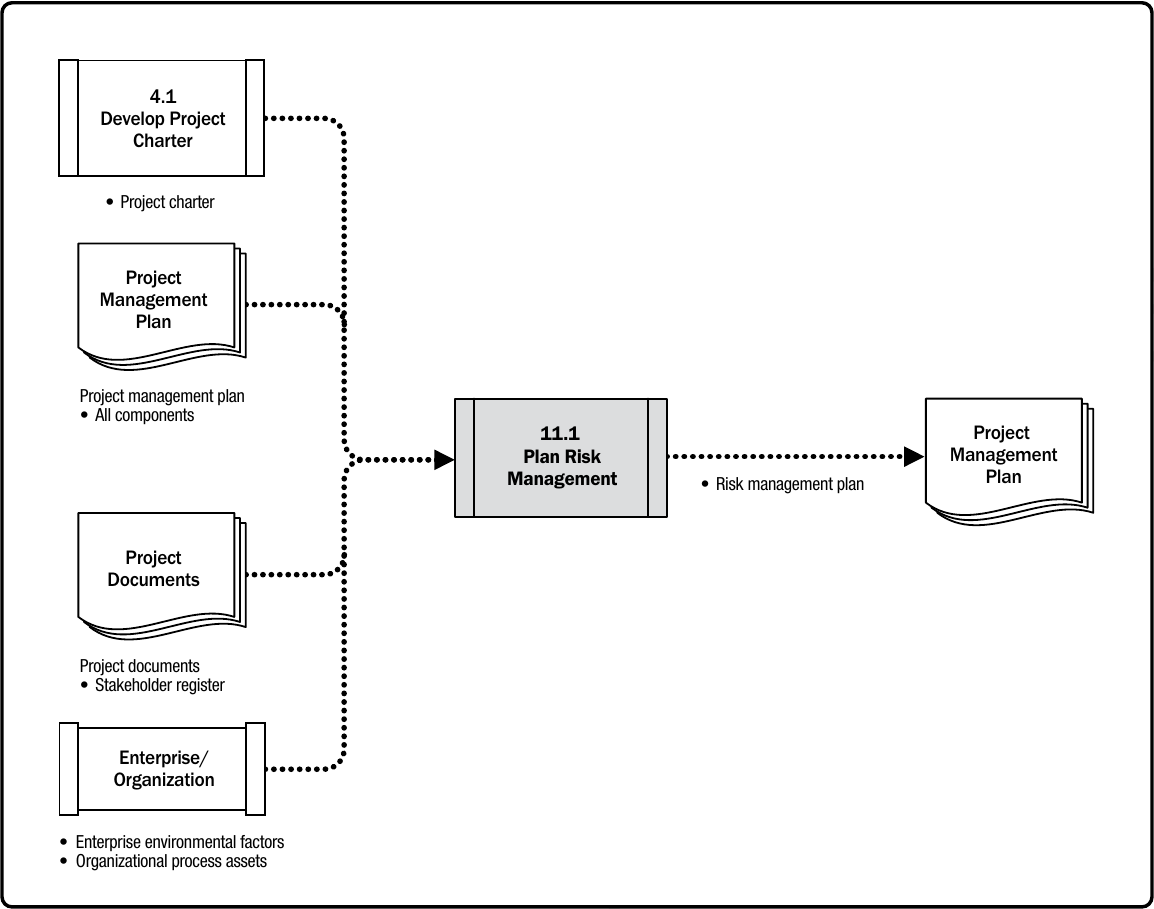 4.1
Develop Project
Charter
• Project charter
Project
Management
Plan
Project management plan
• All components
Project
Documents
Project documents
• Stakeholder register
Enterprise/
Organization
• Enterprise environmental factors
• Organizational process assets
11.1
Plan Risk
Management
• Risk management plan
Project
Management
Plan